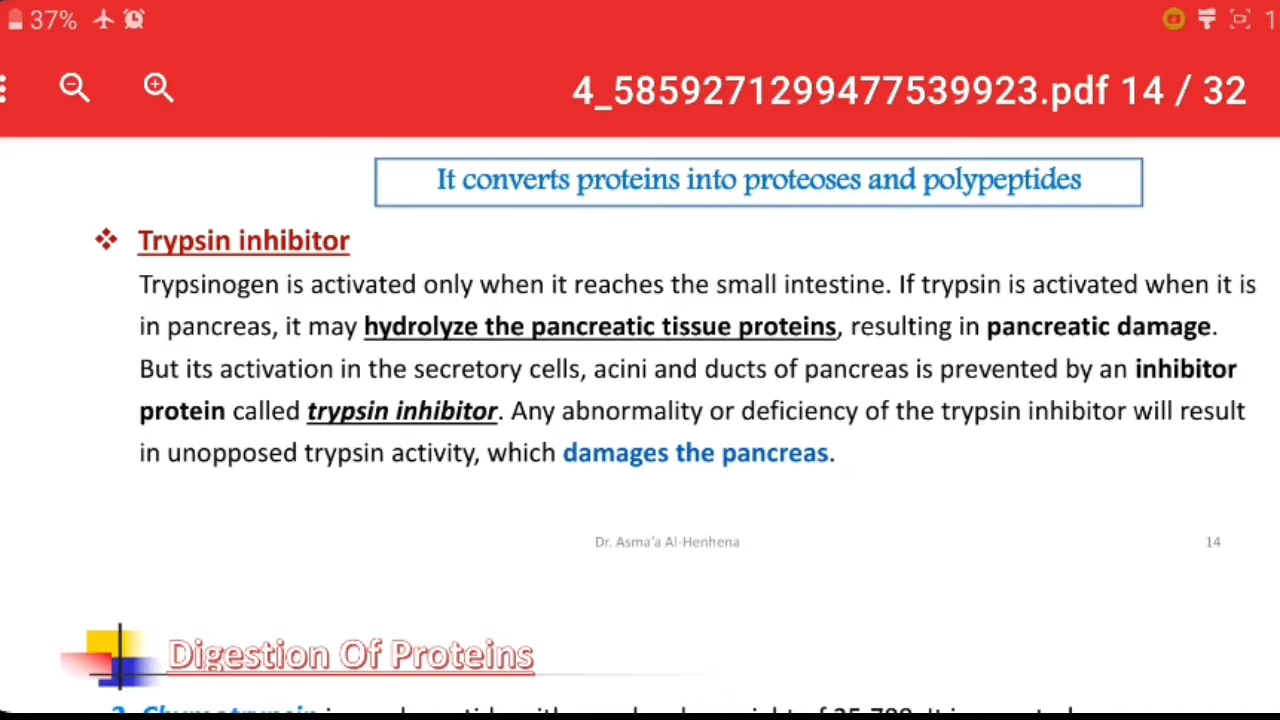 37%
1
4_5859271299477539923.pdf 14 / 32
It converts proteins into proteoses and polypeptides
Trypsin inhibitor
Trypsinogen is activated only when it reaches the small intestine. If trypsin is activated when it is
in pancreas, it may hydrolyze the pancreatic tissue proteins, resulting in pancreatic damage.
But its activation in the secretory cells, acini and ducts of pancreas is prevented by an inhibitor
protein called trypsin inhibitor. Any abnormality or deficiency of the trypsin inhibitor will result
in unopposed trypsin activity, which damages the pancreas.
Dr. Asma'a Al-Henhena
14
Digestion Of Proteins